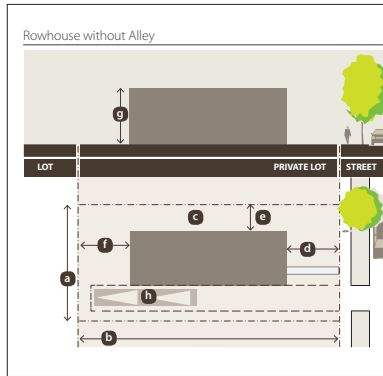 Rowhouse without Alley
g
LOT PRIVATE LOT STREET
c e
f d
a
h
b